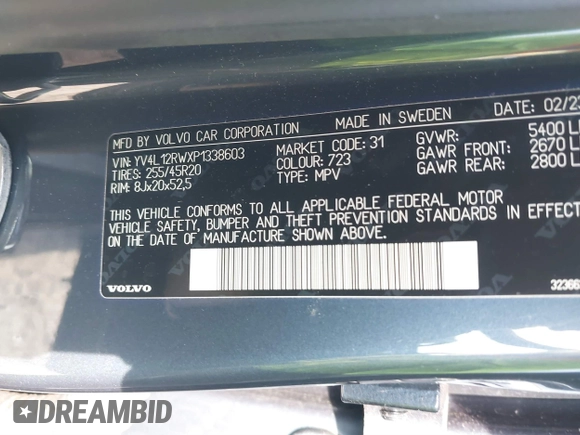 MFD BY VOLVO CAR CORPORATION MADE IN SWEDEN DATE: 02/23
VIN: YV4L12RWXP1338603 MARKET CODE: 31 GVWR: 5400 L
TIRES: 255/45R20 COLOUR: 723 GAWR FRONT: 2670 L
RIM: 8Jx20x52,5 TYPE: MPV GAWR REAR: 2800 L
THIS VEHICLE CONFORMS TO ALL APPLICABLE FEDERAL MOTOR
VEHICLE SAFETY, BUMPER AND THEFT PREVENTION STANDARDS IN EFFECT
ON THE DATE OF MANUFACTURE SHOWN ABOVE.
VOLVO 32366
DREAMBID